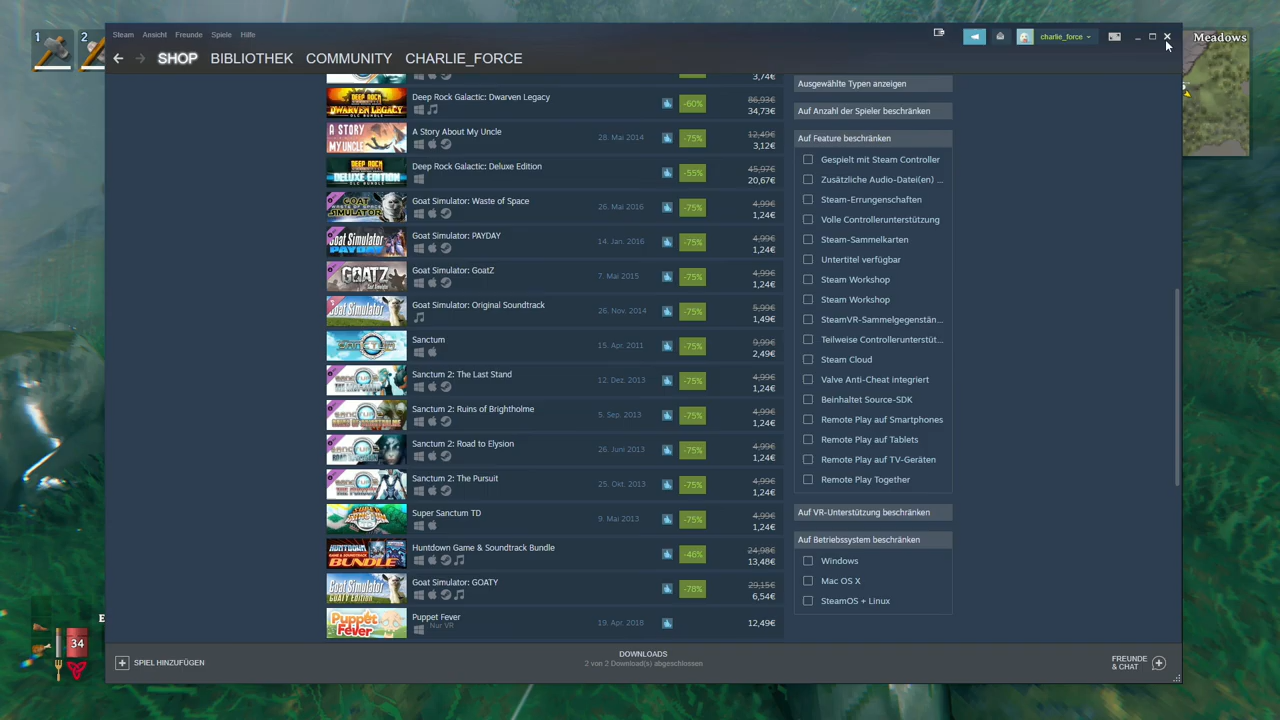 1
2
Meadows
Steam Ansicht Freunde Spiele Hilfe
charlie_force
SHOP BIBLIOTHEK COMMUNITY CHARLIE_FORCE
3,74€
Deep Rock Galactic: Dwarven Legacy -60% 86,93€ 34,73€
A Story About My Uncle 28. Mai 2014 -75% 12,49€ 3,12€
Deep Rock Galactic: Deluxe Edition -55% 45,97€ 20,67€
Goat Simulator: Waste of Space 26. Mai 2016 -75% 4,99€ 1,24€
Goat Simulator: PAYDAY 14. Jan. 2016 -75% 4,99€ 1,24€
Goat Simulator: GoatZ 7. Mai 2015 -75% 4,99€ 1,24€
Goat Simulator: Original Soundtrack 26. Nov. 2014 -75% 5,99€ 1,49€
Sanctum 15. Apr. 2011 -75% 9,99€ 2,49€
Sanctum 2: The Last Stand 12. Dez. 2013 -75% 4,99€ 1,24€
Sanctum 2: Ruins of Brightholme 5. Sep. 2013 -75% 4,99€ 1,24€
Sanctum 2: Road to Elysion 26. Juni 2013 -75% 4,99€ 1,24€
Sanctum 2: The Pursuit 25. Okt. 2013 -75% 4,99€ 1,24€
Super Sanctum TD 9. Mai 2013 -75% 4,99€ 1,24€
Huntdown Game & Soundtrack Bundle -46% 24,98€ 13,48€
Goat Simulator: GOATY -78% 29,15€ 6,54€
Puppet Fever 19. Apr. 2018 12,49€
Nur VR
Ausgewählte Typen anzeigen
Auf Anzahl der Spieler beschränken
Auf Feature beschränken
Gespielt mit Steam Controller
Zusätzliche Audio-Datei(en) ...
Steam-Errungenschaften
Volle Controllerunterstützung
Steam-Sammelkarten
Untertitel verfügbar
Steam Workshop
Steam Workshop
SteamVR-Sammelgegenstän...
Teilweise Controllerunterstüt...
Steam Cloud
Valve Anti-Cheat integriert
Beinhaltet Source-SDK
Remote Play auf Smartphones
Remote Play auf Tablets
Remote Play auf TV-Geräten
Remote Play Together
Auf VR-Unterstützung beschränken
Auf Betriebssystem beschränken
Windows
Mac OS X
SteamOS + Linux
34
SPIEL HINZUFÜGEN
DOWNLOADS
2 von 2 Download(s) abgeschlossen
FREUNDE
& CHAT